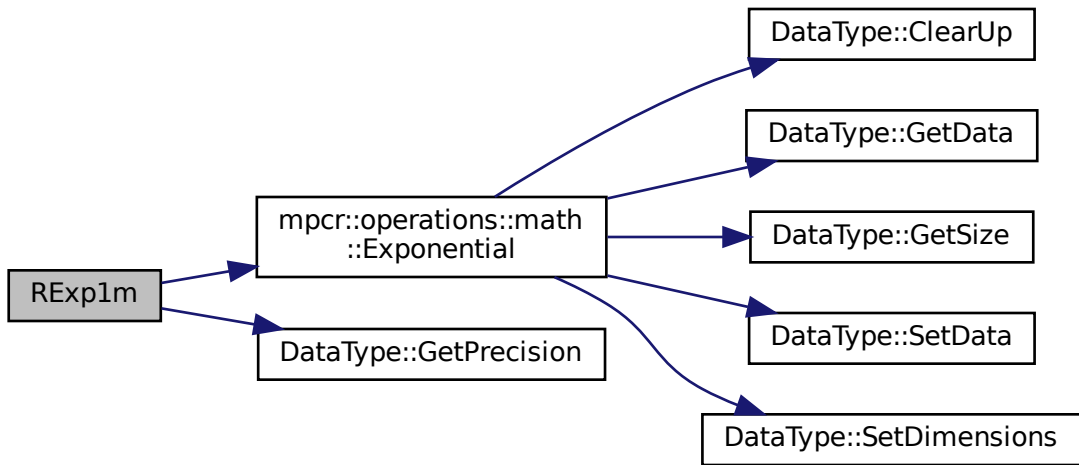 RExp1m
mpcr::operations::math
::Exponential
DataType::GetPrecision
DataType::ClearUp
DataType::GetData
DataType::GetSize
DataType::SetData
DataType::SetDimensions